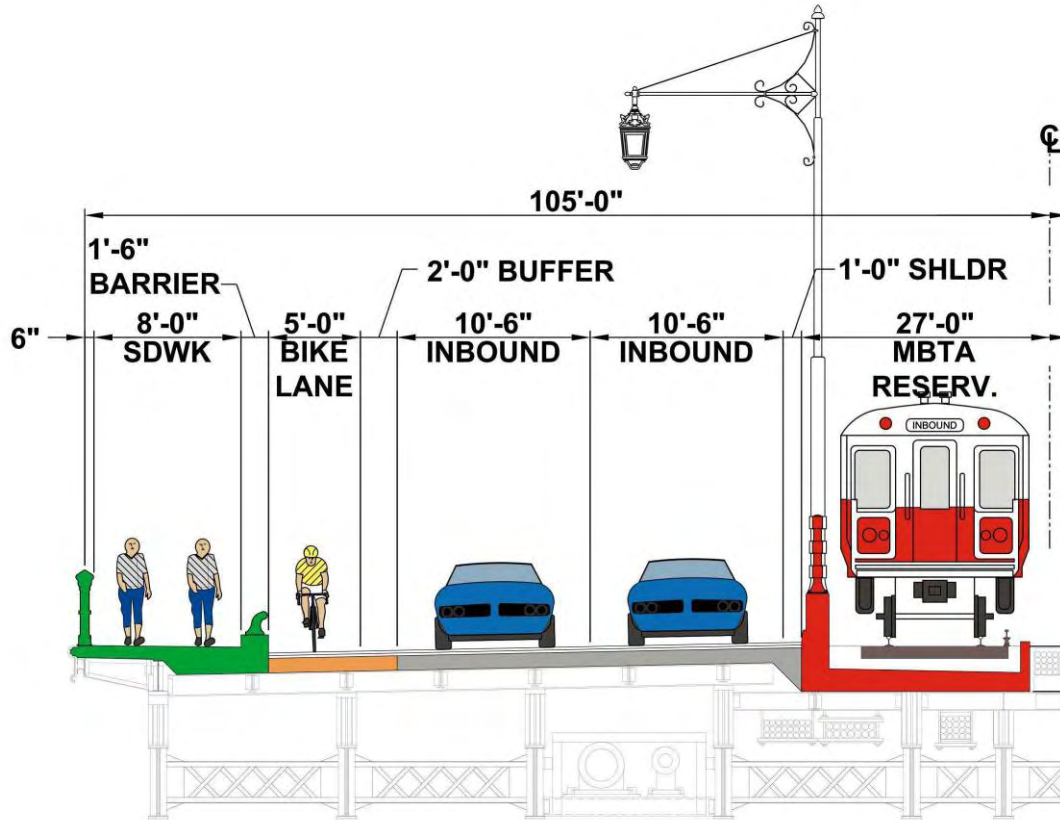 ℄
105'-0"
1'-6"
BARRIER
2'-0" BUFFER
1'-0" SHLDR
6"
8'-0"
SDWK
5'-0"
BIKE
LANE
10'-6"
INBOUND
10'-6"
INBOUND
27'-0"
MBTA
RESERV.
INBOUND